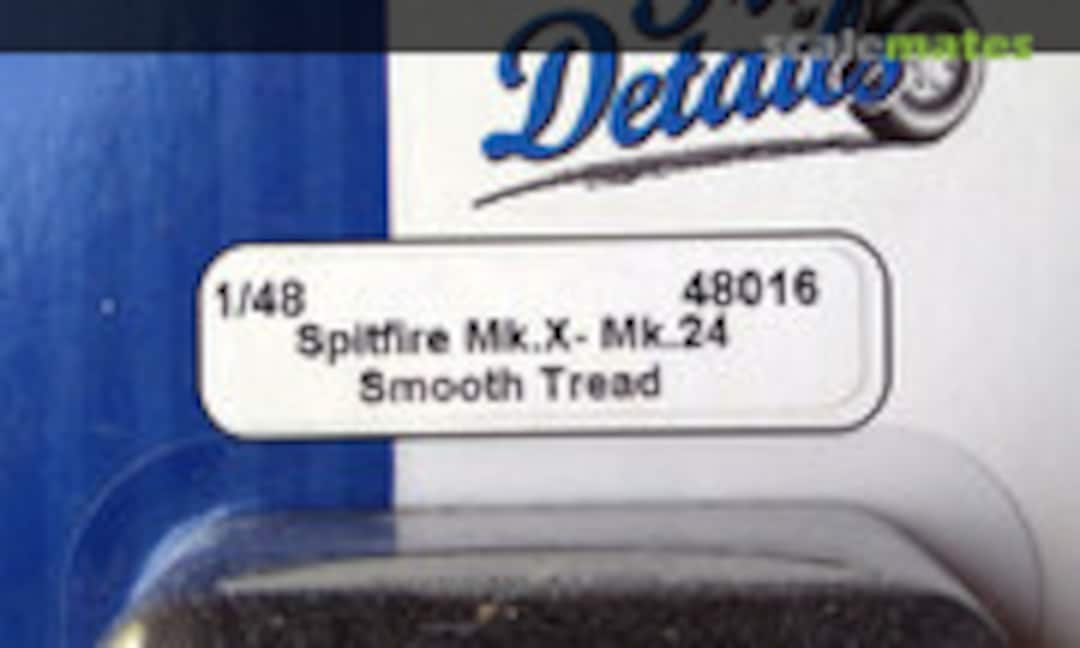 scalemates
Details
1/48 48016
Spitfire Mk.X- Mk.24
Smooth Tread